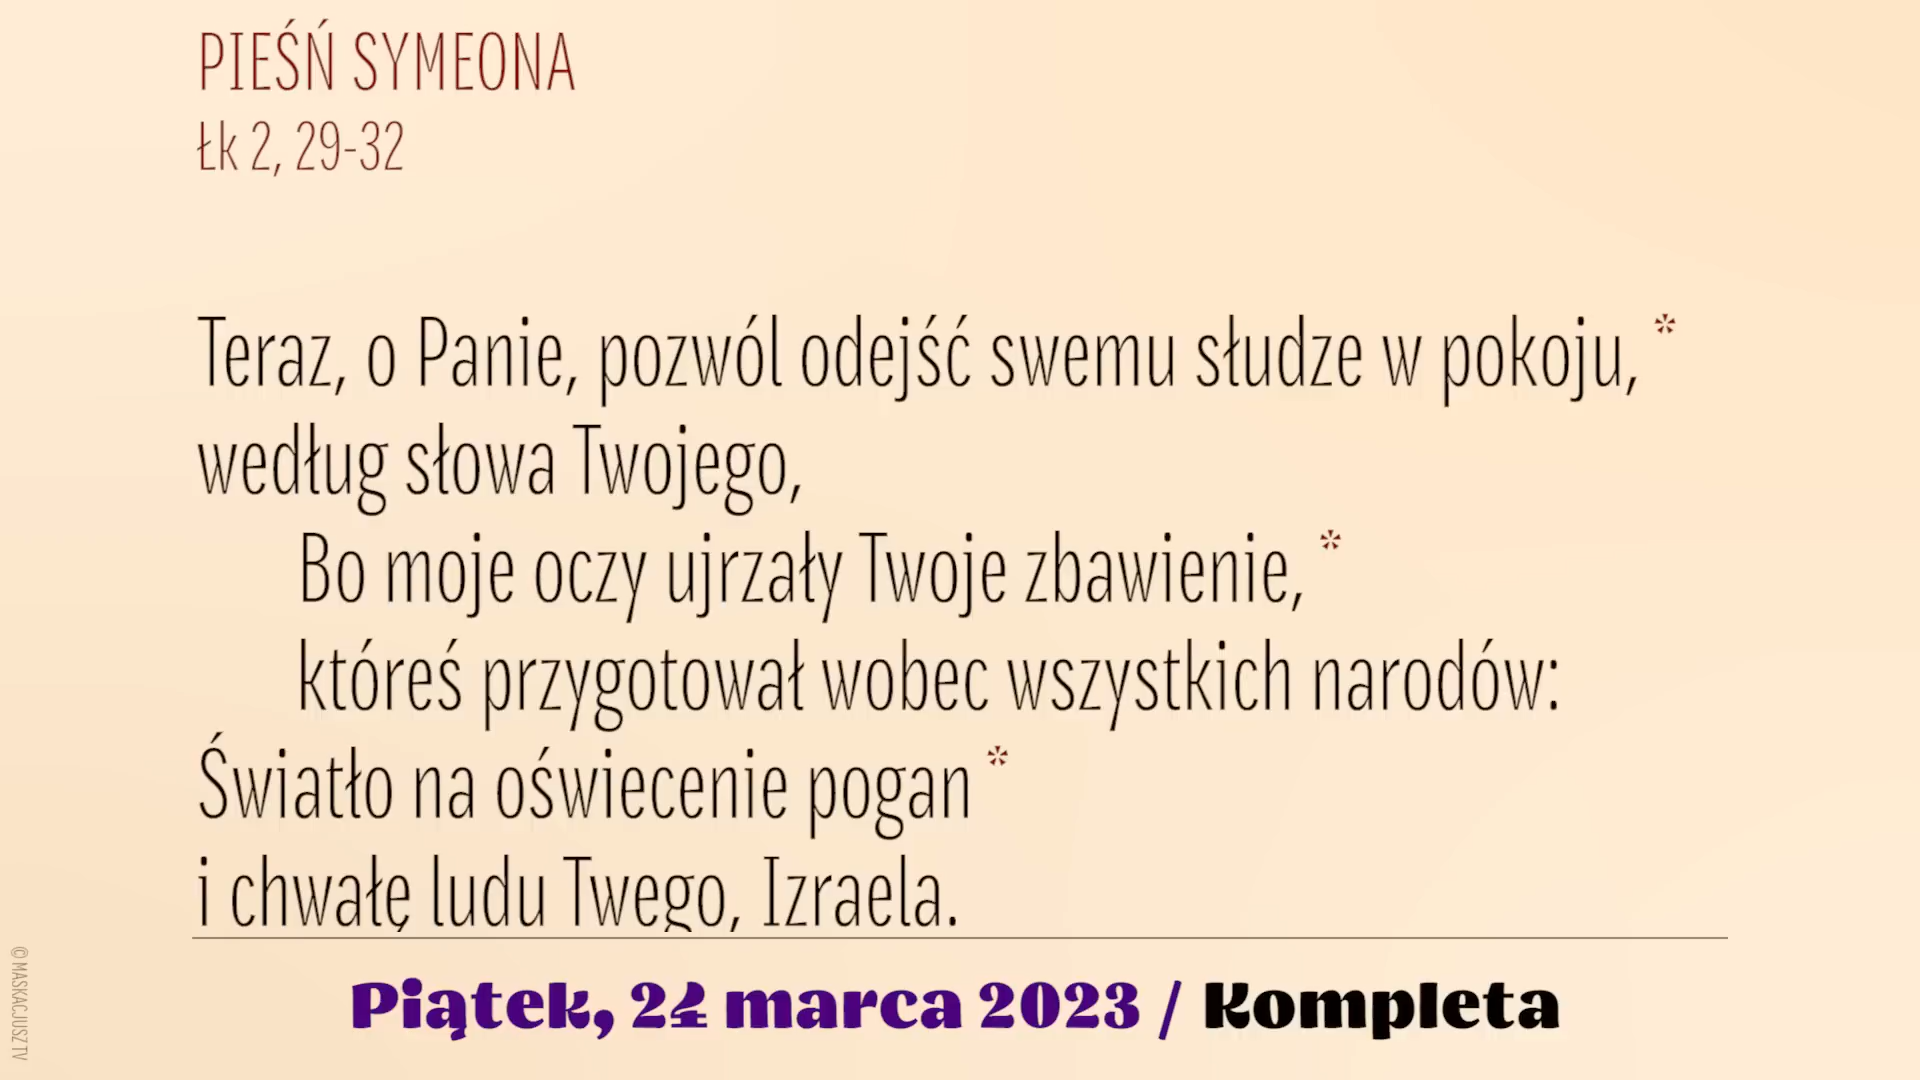 PIEŚŃ SYMEONA
Łk 2, 29-32
Teraz, o Panie, pozwól odejść swemu słudze w pokoju, *
według słowa Twojego,
Bo moje oczy ujrzały Twoje zbawienie, *
któreś przygotował wobec wszystkich narodów:
Światło na oświecenie pogan *
i chwałę ludu Twego, Izraela.
Piątek, 24 marca 2023 / Kompleta
© MASKACJUSZ TV